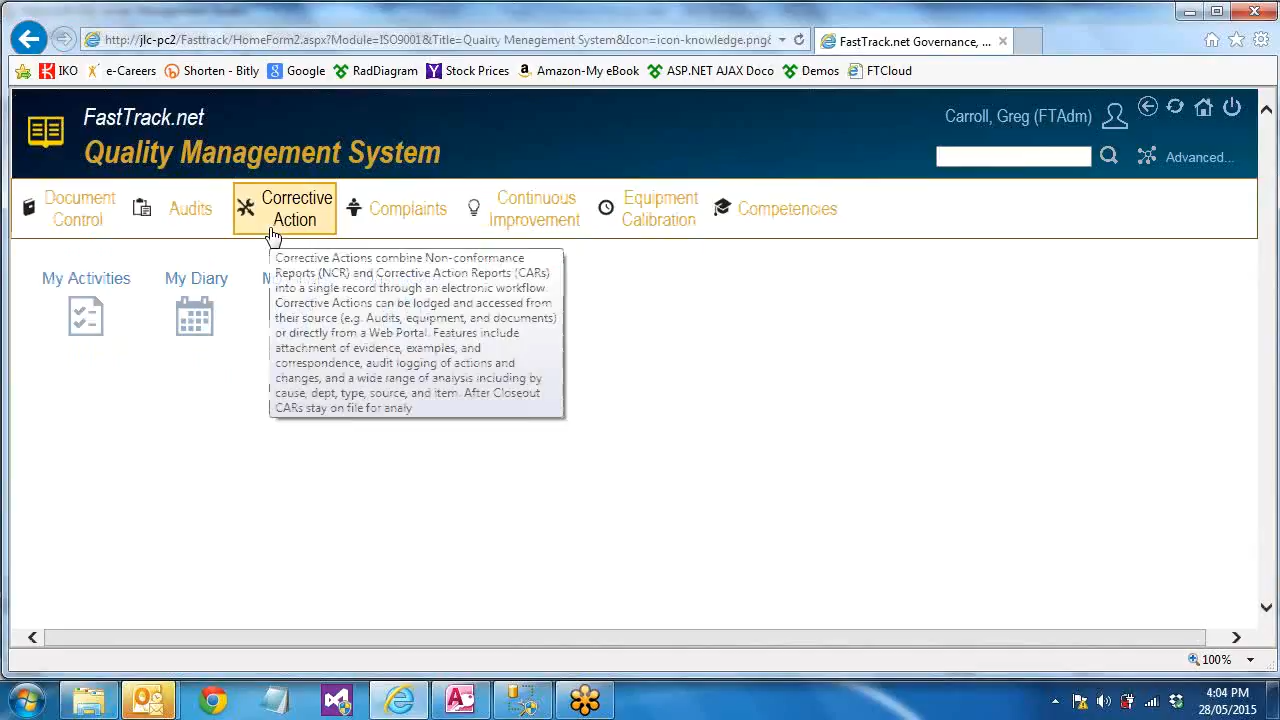 http://jlc-pc2/Fasttrack/HomeForm2.aspx?Module=ISO9001&Title=Quality Management System&Icon=icon-knowledge.png&
FastTrack.net Governance, ...
IKO
e-Careers
Shorten - Bitly
Google
RadDiagram
Stock Prices
Amazon-My eBook
ASP.NET AJAX Doco
Demos
FTCloud
FastTrack.net
Quality Management System
Carroll, Greg (FTAdm)
Advanced...
Document
Control
Audits
Corrective
Action
Complaints
Continuous
Improvement
Equipment
Calibration
Competencies
My Activities
My Diary
Corrective Actions combine Non-conformance
Reports (NCR) and Corrective Action Reports (CARs)
into a single record through an electronic workflow.
Corrective Actions can be lodged and accessed from
their source (e.g. Audits, equipment, and documents)
or directly from a Web Portal. Features include
attachment of evidence, examples, and
correspondence, audit logging of actions and
changes, and a wide range of analysis including by
cause, dept, type, source, and item. After Closeout
CARs stay on file for analy
100%
4:04 PM
28/05/2015